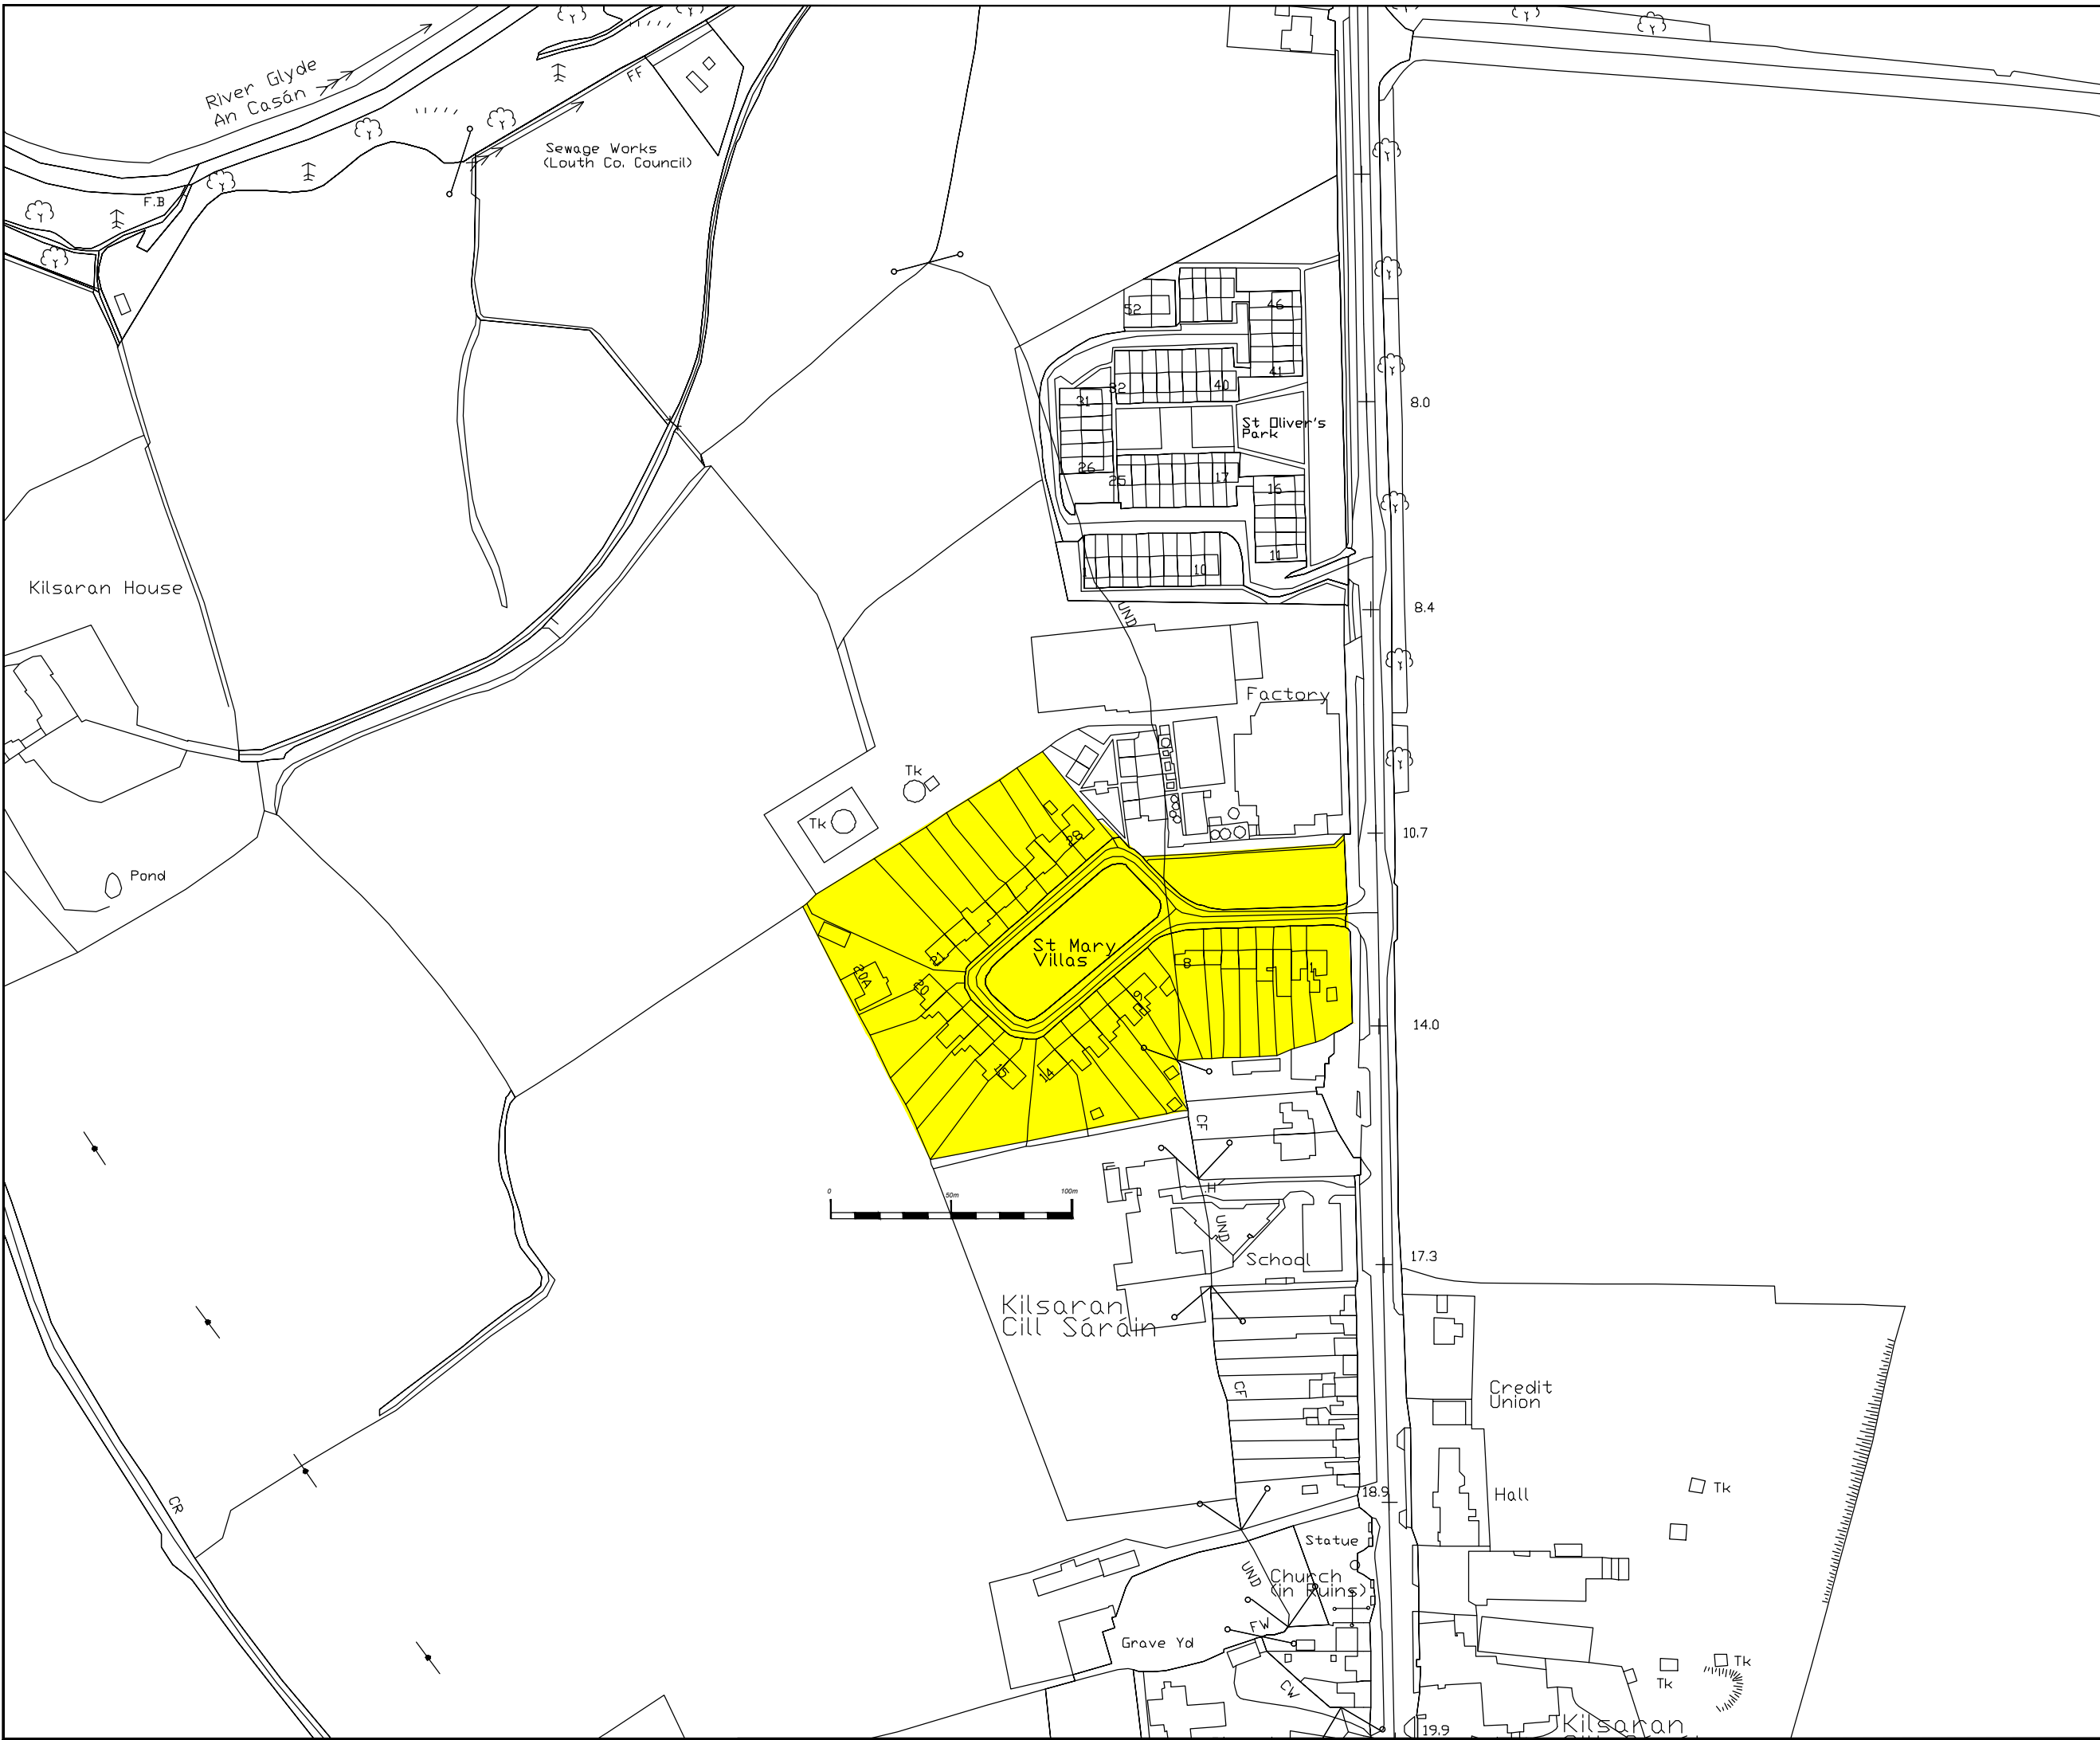 River Glyde
An Casán
FF
Sewage Works
(Louth Co. Council)
F.B
52
46
41
32
40
31
8.0
St Oliver's
Park
26
25
17
16
11
1
10
Kilsaran House
UND
8.4
Factory
Tk
Tk
10.7
28
Pond
St Mary
Villas
21
8
1
20A
20
9
14.0
15
14
CF
0
50m
100m
H
UND
School
17.3
Kilsaran
Cill Sáráin
CF
Credit
Union
CR
18.9
Hall
Tk
Statue
UND
Church
(in Ruins)
FW
Grave Yd
Tk
Tk
CW
19.9
Kilsaran